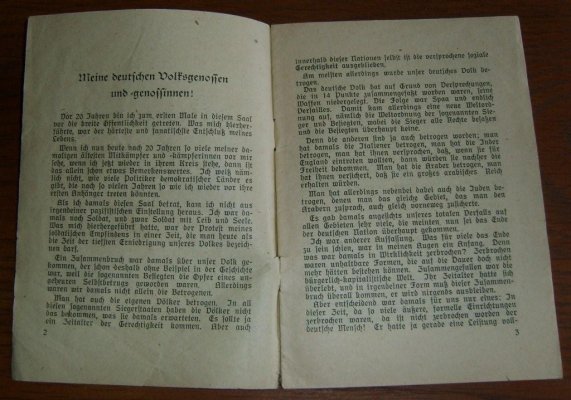 Meine deutschen Volksgenossen
und -genossinnen!
Vor 20 Jahren bin ich zum ersten Male in diesem Saal
vor die breite Öffentlichkeit getreten. Was mich hierher-
führte, war der härteste und fanatischste Entschluß meines
Lebens.
Wenn ich nun heute nach 20 Jahren so viele meiner
damaligen ältesten Mitkämpfer und -kämpferinnen vor mir
sehe, wenn ich jetzt wieder in ihrem Kreis stehe, dann ist
das allein schon etwas Bemerkenswertes. Ich weiß näm-
lich nicht, wie viele Politiker demokratischer Länder es
gibt, die nach so vielen Jahren so wie ich wieder vor ihre
ersten Anhänger treten könnten.
Als ich damals diesen Saal betrat, kam ich nicht aus
irgendeiner pazifistischen Einstellung heraus. Ich war da-
mals noch Soldat, und zwar Soldat mit Leib und Seele.
Was mich hierhergeführt hatte, war der Protest meines
soldatischen Empfindens in einer Zeit, die man heute als
die Zeit der tiefsten Erniedrigung unseres Volkes bezeich-
nen darf.
Ein Zusammenbruch war damals über unser Volk ge-
kommen, der schon deshalb ohne Beispiel in der Geschichte
war, weil die sogenannten Besiegten die Opfer eines un-
geheuren Selbstbetrugs geworden waren. Allerdings
waren wir damals nicht die einzigen Betrogenen.
Man hat auch die eigenen Völker betrogen. In all
diesen sogenannten Siegerstaaten haben die Völker nicht
das bekommen, was sie damals erwarteten. Es sollte ja
ein Zeitalter der Gerechtigkeit kommen. Aber auch
2
innerhalb dieser Nationen selbst ist die versprochene soziale
Gerechtigkeit ausgeblieben.
Am meisten allerdings wurde unser deutsches Volk be-
trogen.
Das deutsche Volk hat auf Grund von Versprechungen,
die in 14 Punkte zusammengefaßt worden waren, seine
Waffen niedergelegt. Die Folge war Spaa und endlich
Versailles. Damit kam allerdings eine neue Weltord-
nung auf, nämlich die Weltordnung der sogenannten Sieger
und Besiegten, wobei die Sieger alle Rechte besaßen
und die Besiegten überhaupt keine.
Denn die anderen sind ja auch betrogen worden: man
hat damals die Italiener betrogen, man hat die Inder
betrogen, man hat ihnen versprochen, daß, wenn sie für
England streiten wollten, dann würden sie nachher die
Freiheit bekommen. Man hat die Araber betrogen, man
hat ihnen versichert, daß sie ein großes arabisches Reich
erhalten würden.
Man hat allerdings nebenbei dabei auch die Juden be-
trogen, denen man das gleiche Gebiet, das man den
Arabern zusprach, auch gleich vorneweg zusicherte.
Es gab damals angesichts unseres totalen Verfalls auf
allen Gebieten sehr viele, die meinten, nun sei das Ende
der deutschen Nation überhaupt gekommen.
Ich war anderer Auffassung. Was für viele das Ende
zu sein schien, war in meinen Augen ein Anfang. Denn
was war damals in Wirklichkeit zerbrochen? Zerbrochen
waren unhaltbare Formen, die auf die Dauer doch nicht
mehr hätten bestehen können. Zusammengefallen war die
bürgerlich-kapitalistische Welt. Ihr Zeitalter hatte sich
überlebt, und in irgendeiner Form muß dieser Zusammen-
bruch überall kommen, er wird nirgends ausbleiben.
Aber entscheidend war damals für uns nur eines: In
dieser Zeit, da so viele äußere, formelle Einrichtungen
zerbrochen waren, da ist nicht zerbrochen worden der
deutsche Mensch! Er hatte ja gerade eine Leistung voll-
3